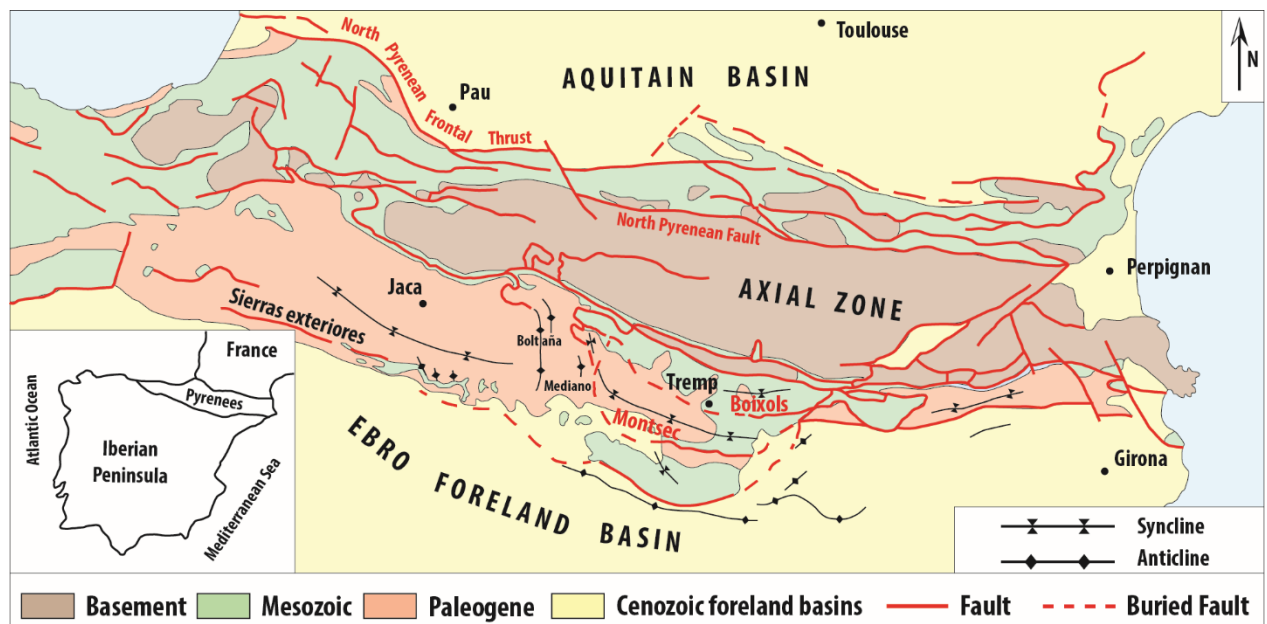 North
Pyrenean
Frontal
Thrust
Toulouse
N
AQUITAIN BASIN
Pau
North Pyrenean Fault
Perpignan
AXIAL ZONE
Jaca
Sierras exteriores
Boltaña
Mediano
Tremp
Boixols
Montsec
Girona
EBRO FORELAND BASIN
France
Pyrenees
Atlantic Ocean
Iberian
Peninsula
Mediterranean Sea
Syncline
Anticline
Basement
Mesozoic
Paleogene
Cenozoic foreland basins
Fault
Buried Fault